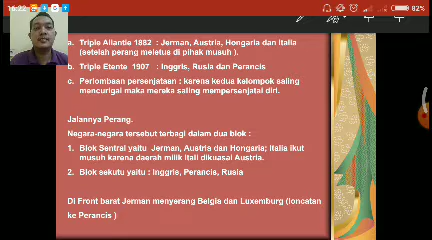 16:22
82%
a. Triple Aliantie 1882 : Jerman, Austria, Hongaria dan Italia
(setelah perang meletus di pihak musuh ).
b. Triple Etente 1907 : Inggris, Rusia dan Perancis
c. Perlombaan persenjataan : karena kedua kelompok saling
mencurigai maka mereka saling mempersenjatai diri.
Jalannya Perang.
Negara-negara tersebut terbagi dalam dua blok :
1. Blok Sentral yaitu Jerman, Austria dan Hongaria; Italia ikut
musuh karena daerah milik Itali dikuasai Austria.
2. Blok sekutu yaitu : Inggris, Perancis, Rusia
Di Front barat Jerman menyerang Belgis dan Luxemburg (loncatan
ke Perancis )